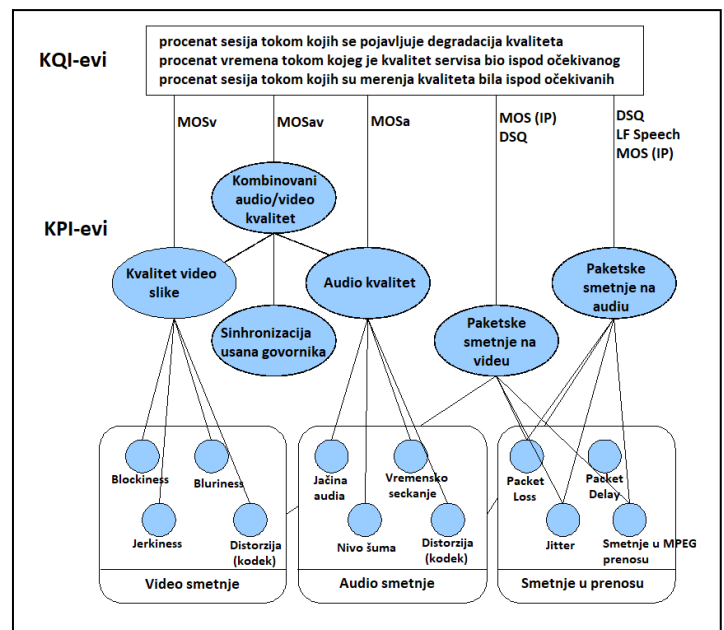 KQI-evi
procenat sesija tokom kojih se pojavljuje degradacija kvaliteta
procenat vremena tokom kojeg je kvalitet servisa bio ispod očekivanog
procenat sesija tokom kojih su merenja kvaliteta bila ispod očekivanih
MOSv
MOSav
MOSa
MOS (IP)
DSQ
DSQ
LF Speech
MOS (IP)
KPI-evi
Kombinovani
audio/video
kvalitet
Kvalitet video
slike
Audio kvalitet
Paketske
smetnje na
audiu
Sinhronizacija
usana govornika
Paketske
smetnje na
videu
Blockiness
Bluriness
Jerkiness
Distorzija
(kodek)
Video smetnje
Jačina
audia
Vremensko
seckanje
Nivo šuma
Distorzija
(kodek)
Audio smetnje
Packet
Loss
Packet
Delay
Jitter
Smetnje u MPEG
prenosu
Smetnje u prenosu